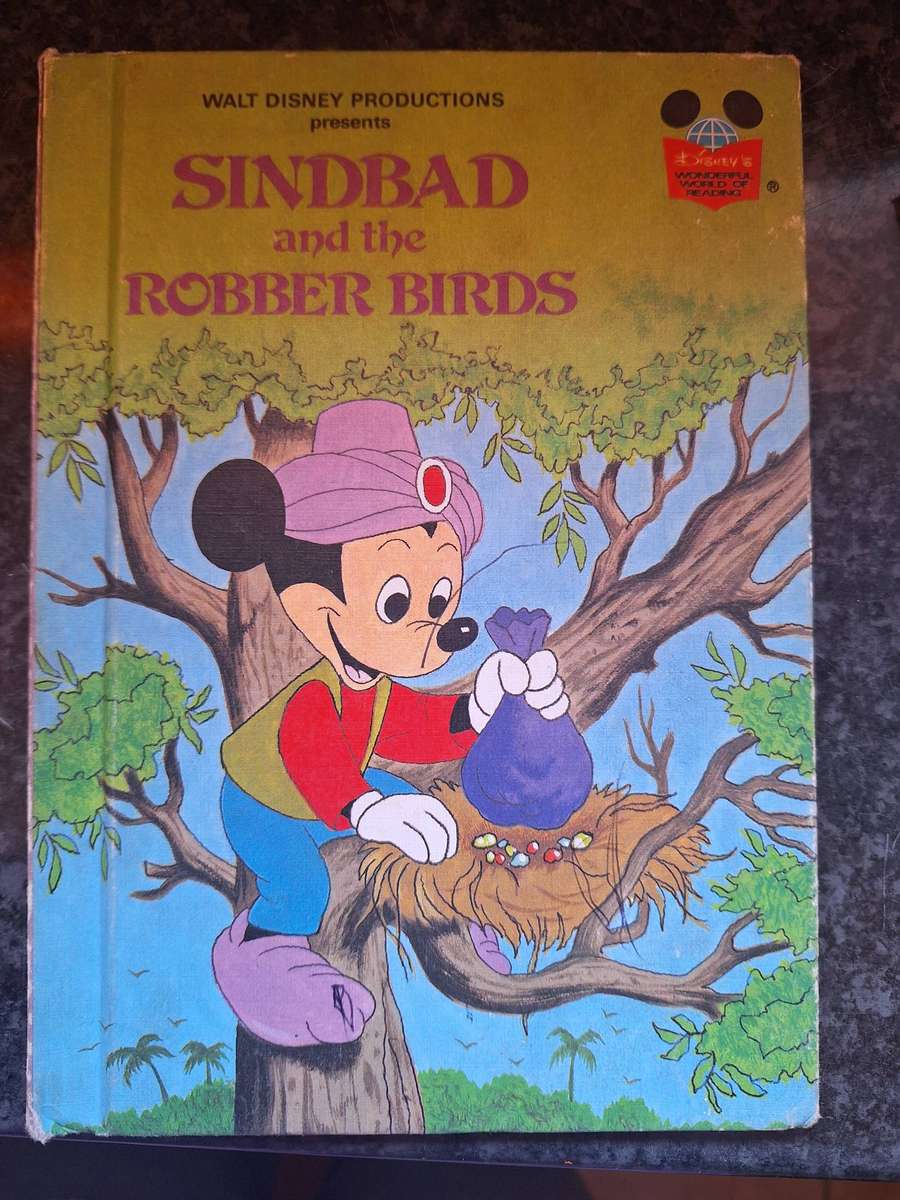 WALT DISNEY PRODUCTIONS
presents
SINDBAD
and the
ROBBER BIRDS
DISNEY'S
WONDERFUL
WORLD OF
READING
®